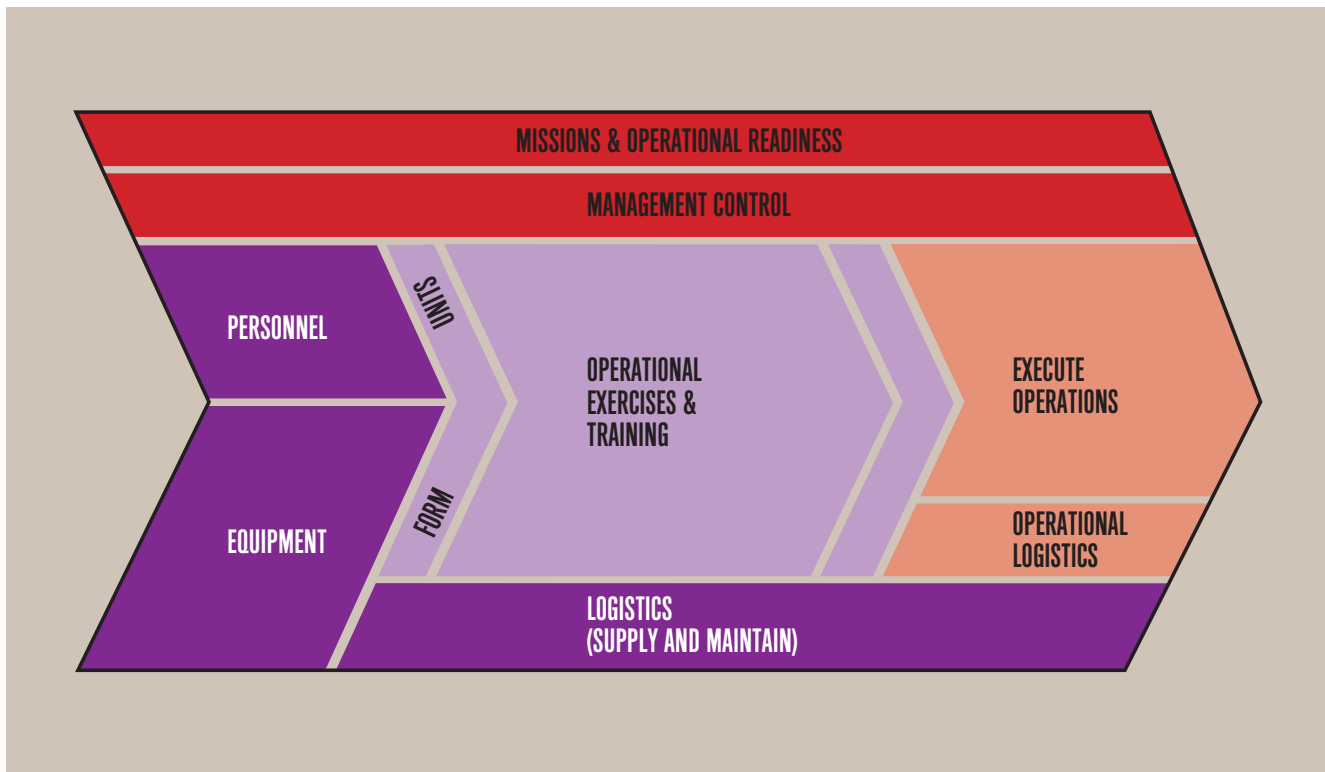 MISSIONS & OPERATIONAL READINESS
MANAGEMENT CONTROL
PERSONNEL
EQUIPMENT
FORM
UNITS
OPERATIONAL
EXERCISES &
TRAINING
EXECUTE
OPERATIONS
OPERATIONAL
LOGISTICS
LOGISTICS
(SUPPLY AND MAINTAIN)